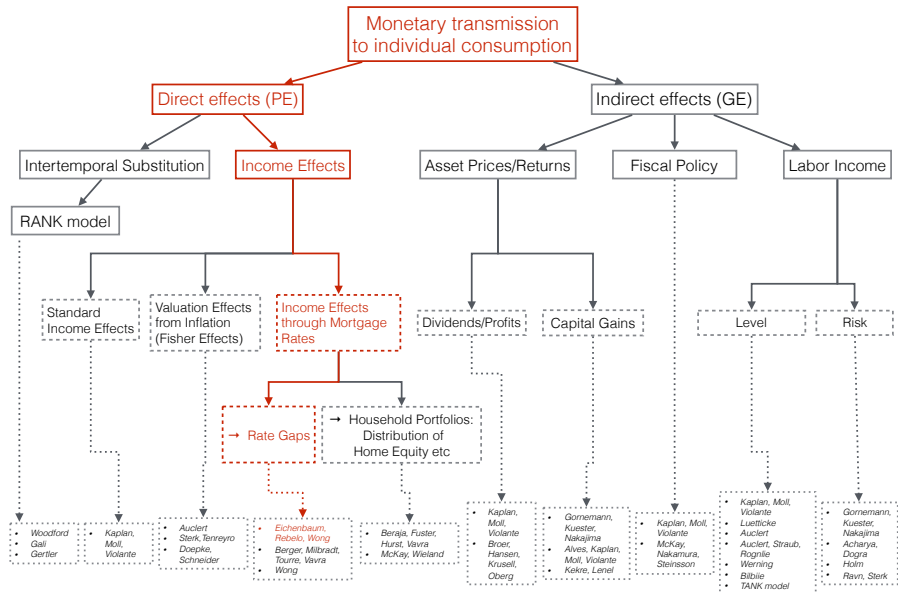 Monetary transmission
to individual consumption
Direct effects (PE)
Indirect effects (GE)
Intertemporal Substitution
Income Effects
Asset Prices/Returns
Fiscal Policy
Labor Income
RANK model
Standard
Income Effects
Valuation Effects
from Inflation
(Fisher Effects)
Income Effects
through Mortgage
Rates
Dividends/Profits
Capital Gains
Level
Risk
→ Rate Gaps
→ Household Portfolios:
Distribution of
Home Equity etc
• Woodford
• Gali
• Gertler
• Kaplan,
Moll,
Violante
• Auclert
• Sterk,Tenreyro
• Doepke,
Schneider
• Eichenbaum,
Rebelo, Wong
• Berger, Milbradt,
Tourre, Vavra
• Wong
• Beraja, Fuster,
Hurst, Vavra
• McKay, Wieland
• Kaplan,
Moll,
Violante
• Broer,
Hansen,
Krusell,
Oberg
• Gornemann,
Kuester,
Nakajima
• Alves, Kaplan,
Moll, Violante
• Kekre, Lenel
• Kaplan, Moll,
Violante
• McKay,
Nakamura,
Steinsson
• Kaplan, Moll,
Violante
• Luetticke
• Auclert
• Auclert, Straub,
Rognlie
• Werning
• Bilbiie
• TANK model
• Gornemann,
Kuester,
Nakajima
• Acharya,
Dogra
• Holm
• Ravn, Sterk